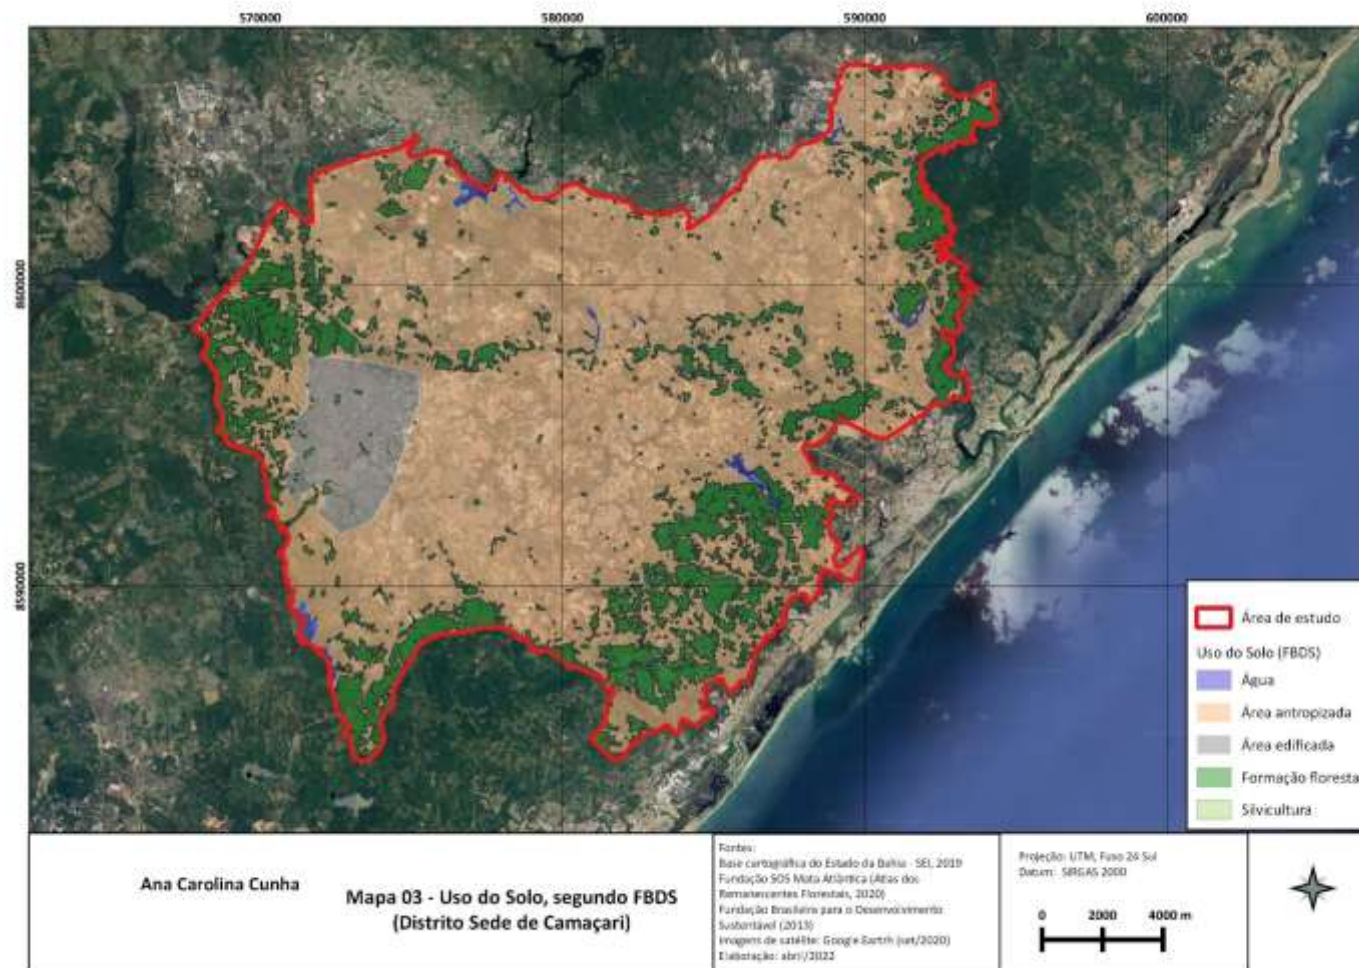 570000
580000
590000
600000
8600000
8590000
Área de estudo
Uso do Solo (FBDS)
Água
Área antropizada
Área edificada
Formação floresta
Silvicultura
Ana Carolina Cunha
Mapa 03 - Uso do Solo, segundo FBDS
(Distrito Sede de Camaçari)
Fontes:
Base cartográfica do Estado da Bahia - SEI, 2019
Fundação SOS Mata Atlântica (Atlas dos
Remanescentes Florestais, 2020)
Fundação Brasileira para o Desenvolvimento
Sustentável (2013)
Imagens de satélite: Google Earth (set/2020)
Elaboração: abril/2022
Projeção: UTM, Fuso 24 Sul
Datum: SIRGAS 2000
0 2000 4000 m